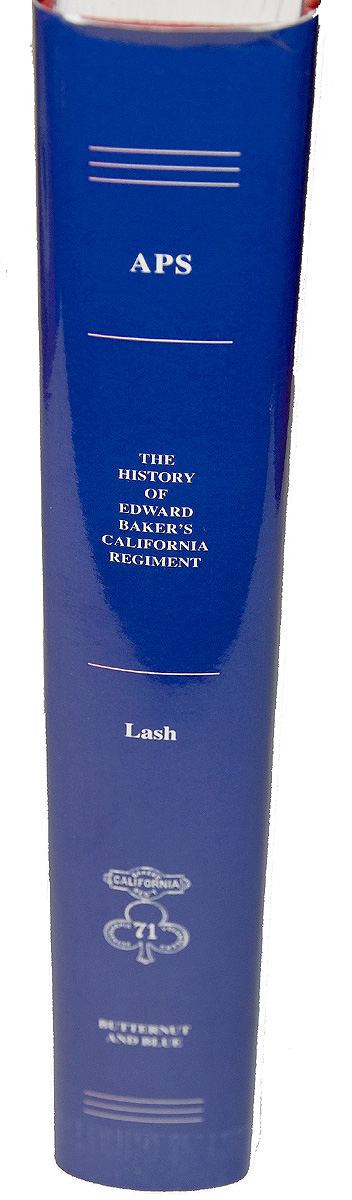 APS
THE
HISTORY
OF
EDWARD
BAKER'S
CALIFORNIA
REGIMENT
Lash
CALIFORNIA
71
BUTTERNUT
AND BLUE